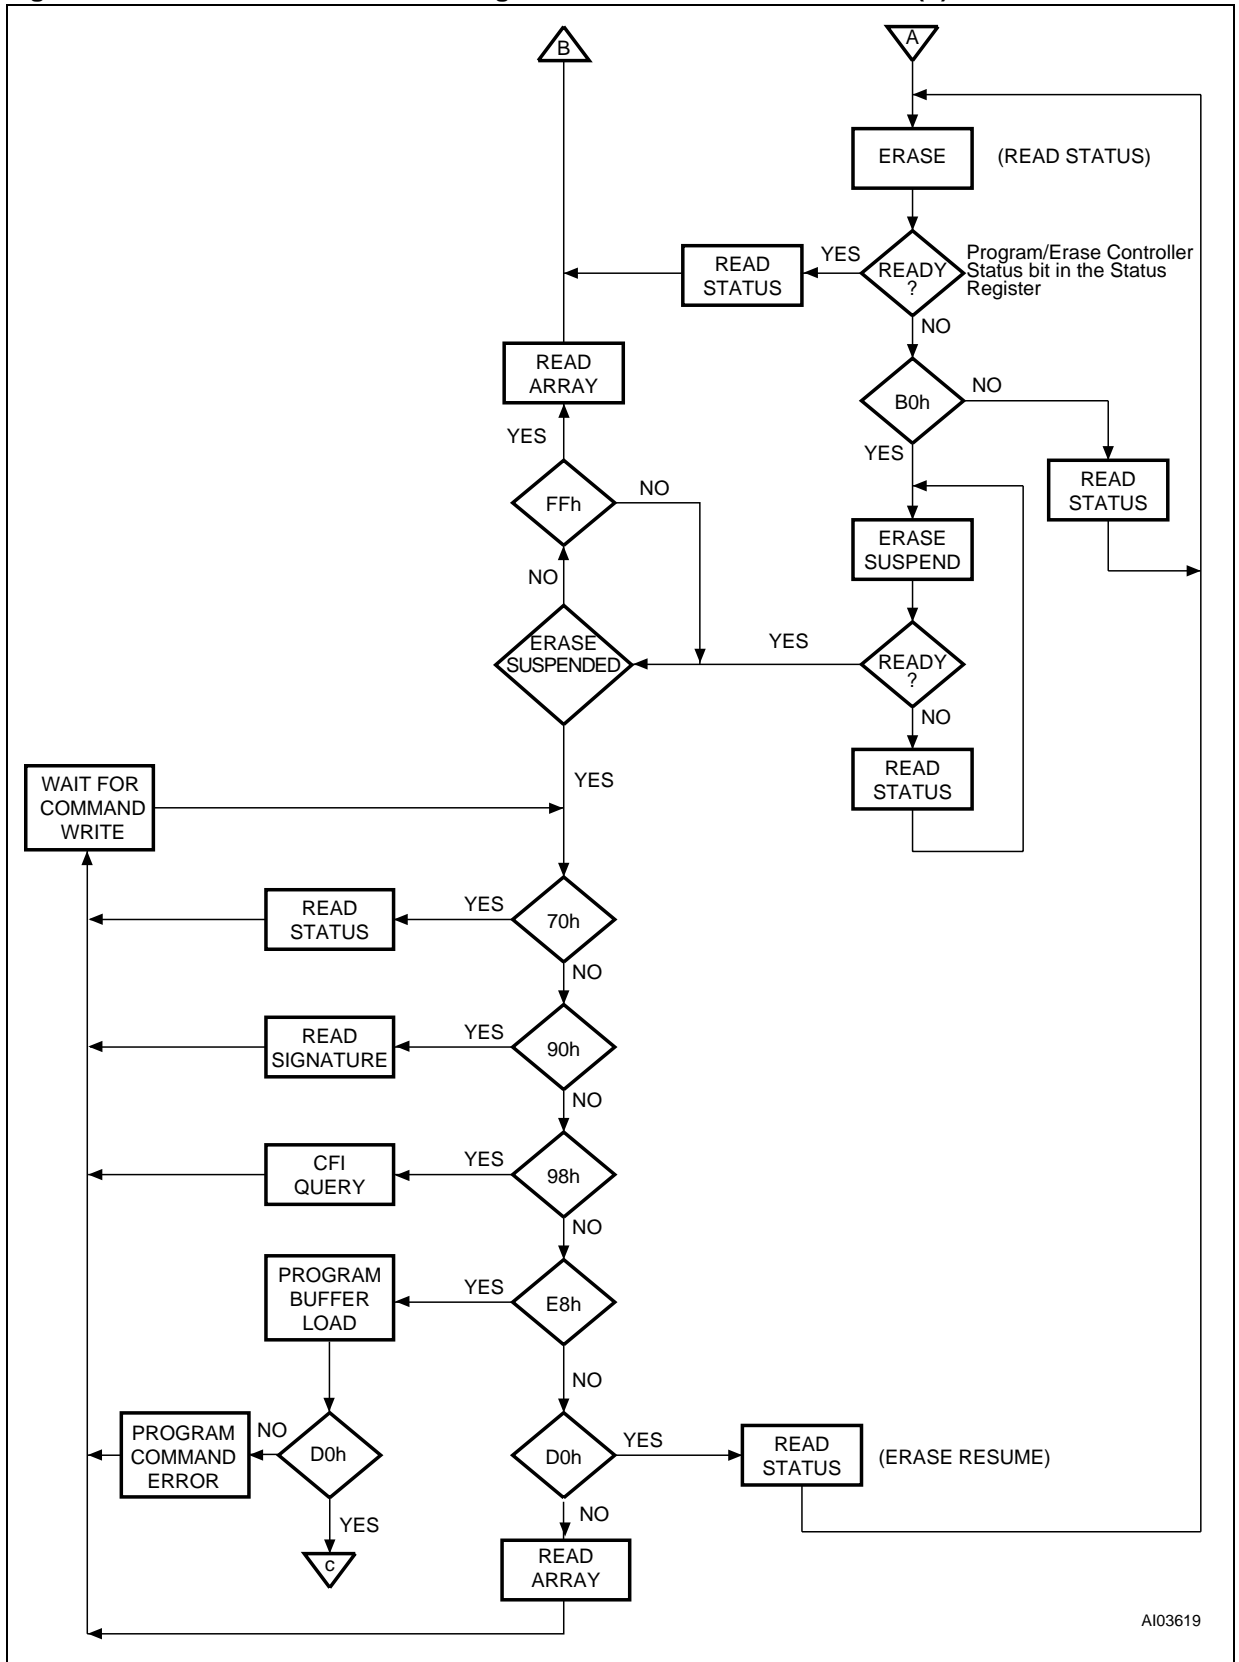 B
A
ERASE
(READ STATUS)
READ
STATUS
YES
READY
?
Program/Erase Controller
Status bit in the Status
Register
NO
READ
ARRAY
B0h
NO
YES
YES
READ
STATUS
FFh
NO
ERASE
SUSPEND
NO
ERASE
SUSPENDED
YES
READY
?
NO
READ
STATUS
WAIT FOR
COMMAND
WRITE
YES
READ
STATUS
YES
70h
NO
READ
SIGNATURE
YES
90h
NO
CFI
QUERY
YES
98h
NO
PROGRAM
BUFFER
LOAD
YES
E8h
NO
PROGRAM
COMMAND
ERROR
NO
D0h
YES
c
D0h
YES
READ
STATUS
(ERASE RESUME)
NO
READ
ARRAY
AI03619